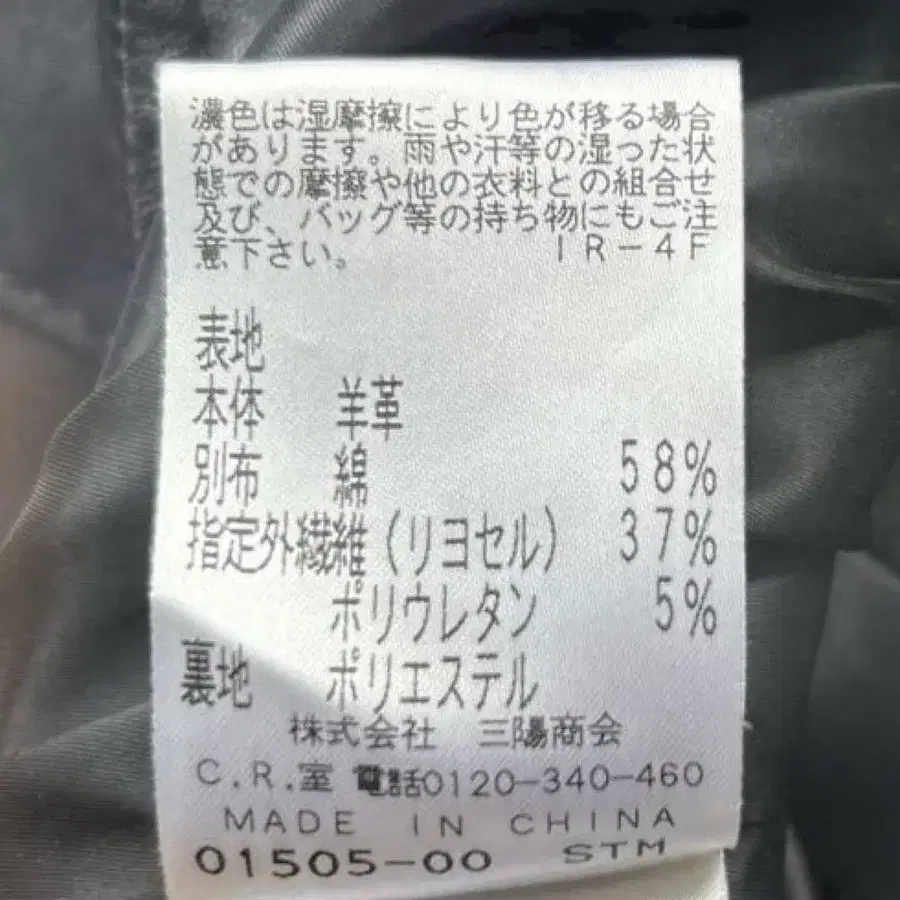 濃色は湿摩擦により色が移る場合
があります。雨や汗等の湿った状
態での摩擦や他の衣料との組合せ
及び、バッグ等の持ち物にもご注
意下さい。 IR-4F
表地
本体 羊革
別布 綿 58%
指定外繊維(リヨセル) 37%
ポリウレタン 5%
裏地 ポリエステル
株式会社 三陽商会
C.R.室 電話0120-340-460
MADE IN CHINA
01505-00 STM